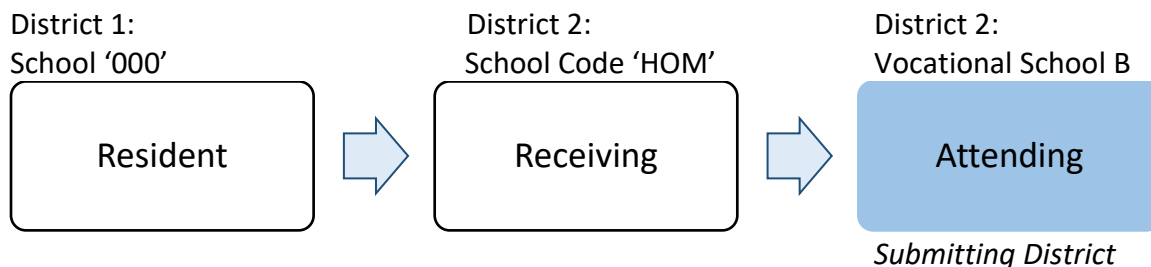 District 1:
School ‘000’
Resident
District 2:
School Code ‘HOM’
Receiving
District 2:
Vocational School B
Attending
Submitting District